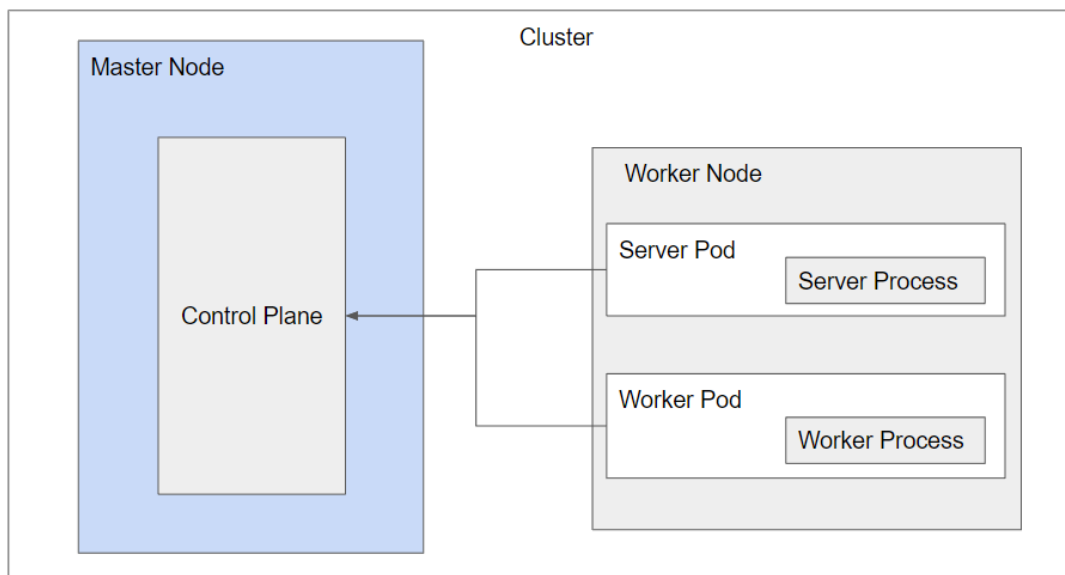 Cluster
Master Node
Control Plane
Worker Node
Server Pod
Server Process
Worker Pod
Worker Process